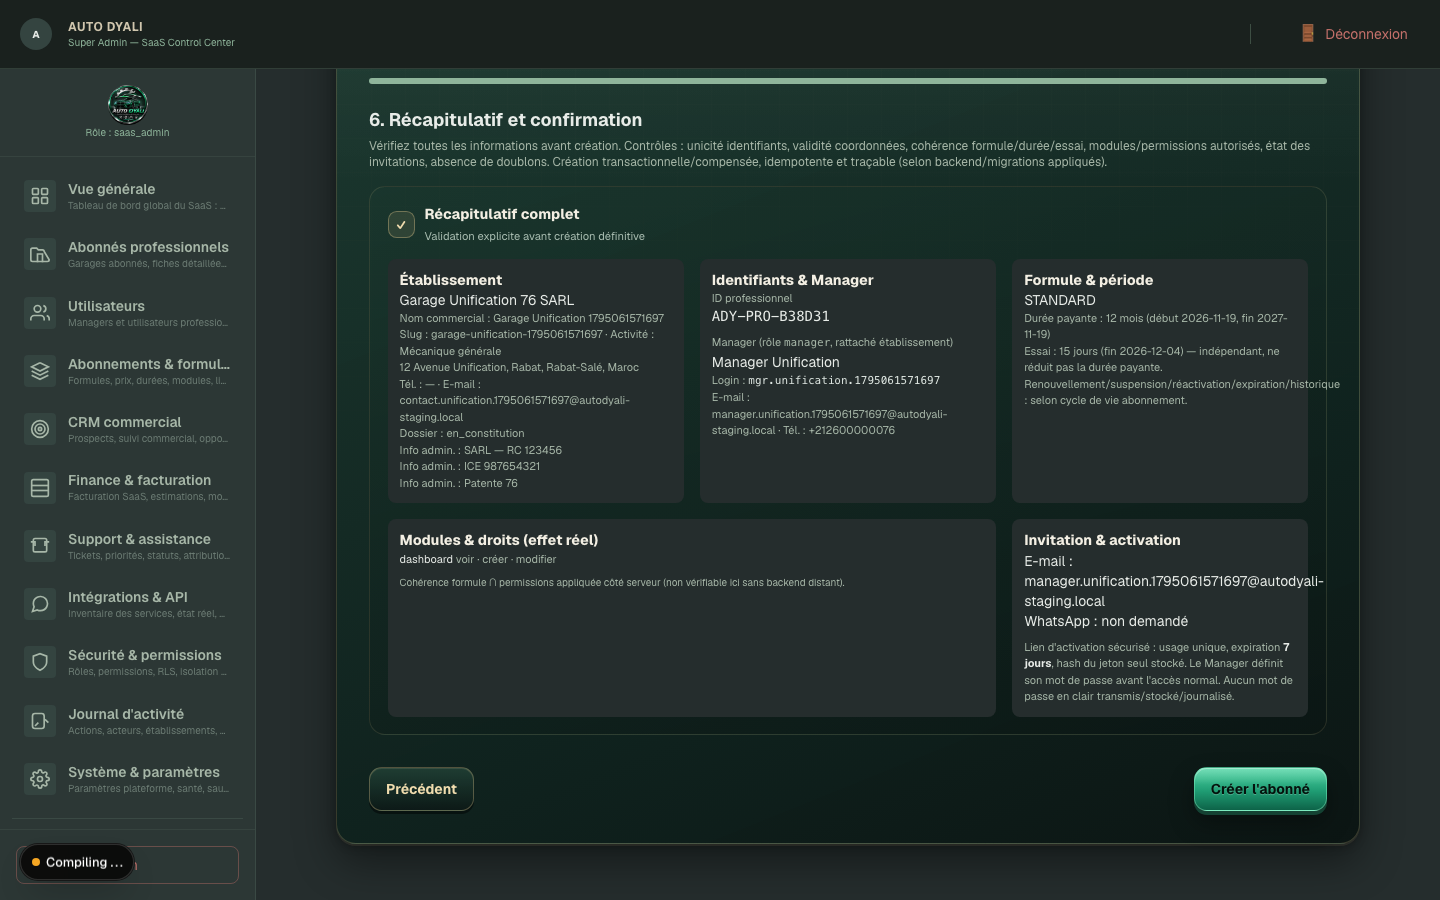 A
AUTO DYALI
Super Admin — SaaS Control Center
Déconnexion
AUTO DYALI
Rôle : saas_admin
Vue générale
Tableau de bord global du SaaS : ...
Abonnés professionnels
Garages abonnés, fiches détaillée...
Utilisateurs
Managers et utilisateurs professio...
Abonnements & formul...
Formules, prix, durées, modules, li...
CRM commercial
Prospects, suivi commercial, oppo...
Finance & facturation
Facturation SaaS, estimations, mo...
Support & assistance
Tickets, priorités, statuts, attributio...
Intégrations & API
Inventaire des services, état réel, ...
Sécurité & permissions
Rôles, permissions, RLS, isolation ...
Journal d'activité
Actions, acteurs, établissements, ...
Système & paramètres
Paramètres plateforme, santé, sau...
Compiling ...
6. Récapitulatif et confirmation
Vérifiez toutes les informations avant création. Contrôles : unicité identifiants, validité coordonnées, cohérence formule/durée/essai, modules/permissions autorisés, état des
invitations, absence de doublons. Création transactionnelle/compensée, idempotente et traçable (selon backend/migrations appliqués).
Récapitulatif complet
Validation explicite avant création définitive
Établissement
Garage Unification 76 SARL
Nom commercial : Garage Unification 1795061571697
Slug : garage-unification-1795061571697 · Activité :
Mécanique générale
12 Avenue Unification, Rabat, Rabat-Salé, Maroc
Tél. : — · E-mail :
contact.unification.1795061571697@autodyali-
staging.local
Dossier : en_constitution
Info admin. : SARL — RC 123456
Info admin. : ICE 987654321
Info admin. : Patente 76
Identifiants & Manager
ID professionnel
ADY-PRO-B38D31
Manager (rôle manager, rattaché établissement)
Manager Unification
Login : mgr.unification.1795061571697
E-mail :
manager.unification.1795061571697@autodyali-
staging.local · Tél. : +212600000076
Formule & période
STANDARD
Durée payante : 12 mois (début 2026-11-19, fin 2027-
11-19)
Essai : 15 jours (fin 2026-12-04) — indépendant, ne
réduit pas la durée payante.
Renouvellement/suspension/réactivation/expiration/historique
: selon cycle de vie abonnement.
Modules & droits (effet réel)
dashboard voir · créer · modifier
Cohérence formule ∩ permissions appliquée côté serveur (non vérifiable ici sans backend distant).
Invitation & activation
E-mail :
manager.unification.1795061571697@autodyali-
staging.local
WhatsApp : non demandé
Lien d'activation sécurisé : usage unique, expiration 7
jours, hash du jeton seul stocké. Le Manager définit
son mot de passe avant l'accès normal. Aucun mot de
passe en clair transmis/stocké/journalisé.
Précédent
Créer l'abonné